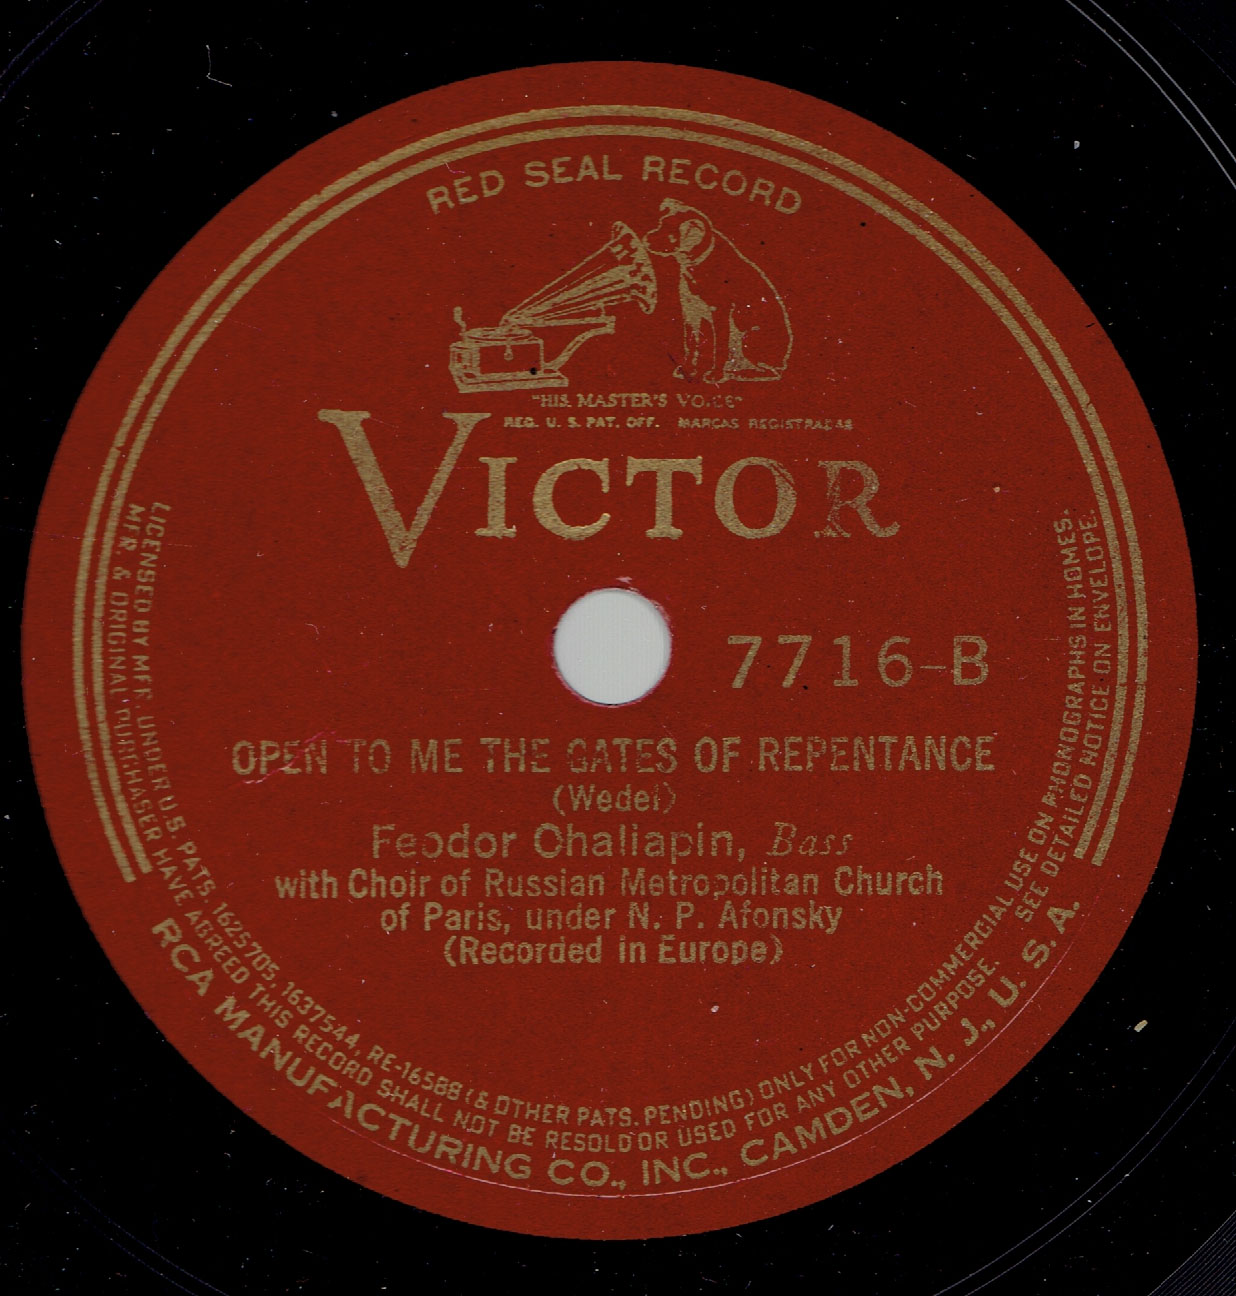 RED SEAL RECORD
"HIS MASTER'S VOICE"
REG. U. S. PAT. OFF. MARCAS REGISTRADAS
VICTOR
7716-B
OPEN TO ME THE GATES OF REPENTANCE
(Wedel)
Feodor Chaliapin, Bass
with Choir of Russian Metropolitan Church
of Paris, under N. P. Afonsky
(Recorded in Europe)
LICENSED BY MFR. UNDER U.S. PATS. 1625705, 1637544, RE-16588 (& OTHER PATS. PENDING) ONLY FOR NON-COMMERCIAL USE ON PHONOGRAPHS IN HOMES.
MFR. & ORIGINAL PURCHASER HAVE AGREED THIS RECORD SHALL NOT BE RESOLD OR USED FOR ANY OTHER PURPOSE. SEE DETAILED NOTICE ON ENVELOPE.
RCA MANUFACTURING CO., INC., CAMDEN, N. J., U. S. A.